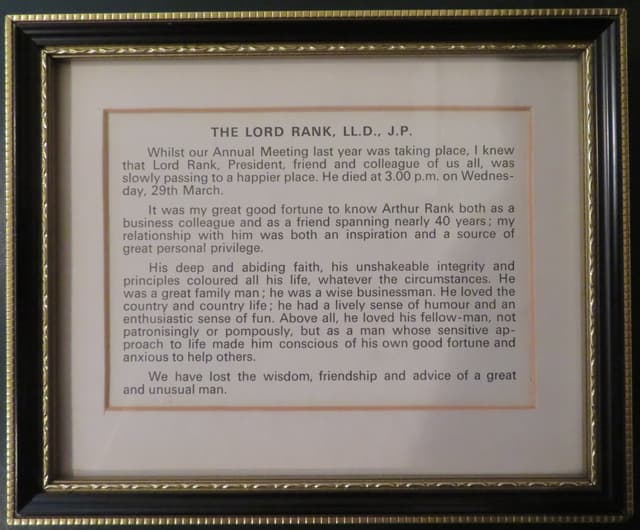 THE LORD RANK, LL.D., J.P.
Whilst our Annual Meeting last year was taking place, I knew
that Lord Rank, President, friend and colleague of us all, was
slowly passing to a happier place. He died at 3.00 p.m. on Wednes-
day, 29th March.
It was my great good fortune to know Arthur Rank both as a
business colleague and as a friend spanning nearly 40 years; my
relationship with him was both an inspiration and a source of
great personal privilege.
His deep and abiding faith, his unshakeable integrity and
principles coloured all his life, whatever the circumstances. He
was a great family man; he was a wise businessman. He loved the
country and country life; he had a lively sense of humour and an
enthusiastic sense of fun. Above all, he loved his fellow-man, not
patronisingly or pompously, but as a man whose sensitive ap-
proach to life made him conscious of his own good fortune and
anxious to help others.
We have lost the wisdom, friendship and advice of a great
and unusual man.